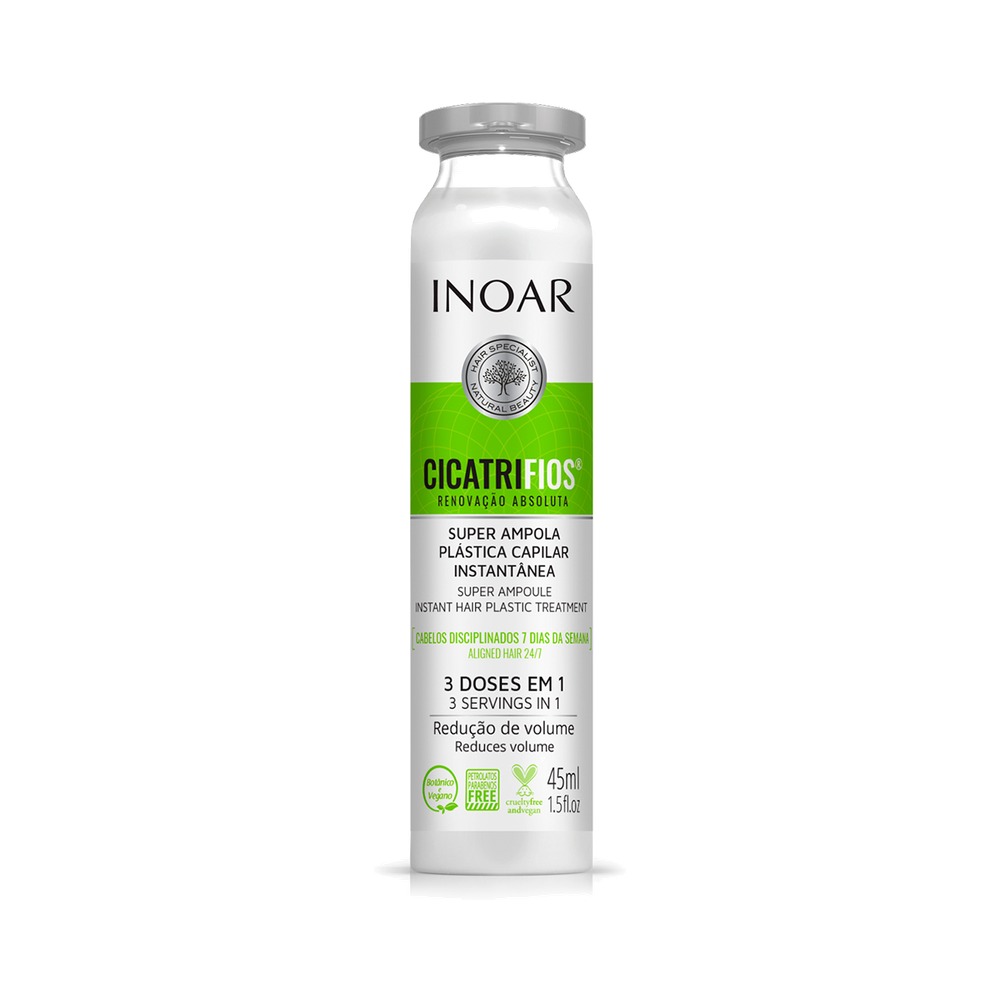 INOAR
HAIR SPECIALIST
NATURAL BEAUTY
CICATRIFIOS®
RENOVAÇÃO ABSOLUTA
SUPER AMPOLA
PLÁSTICA CAPILAR
INSTANTÂNEA
SUPER AMPOULE
INSTANT HAIR PLASTIC TREATMENT
[CABELOS DISCIPLINADOS 7 DIAS DA SEMANA]
ALIGNED HAIR 24/7
3 DOSES EM 1
3 SERVINGS IN 1
Redução de volume
Reduces volume
Botânico
e
Vegano
PETROLATOS
PARABENOS
FREE
crueltyfree
andvegan
45ml
1.5fl.oz